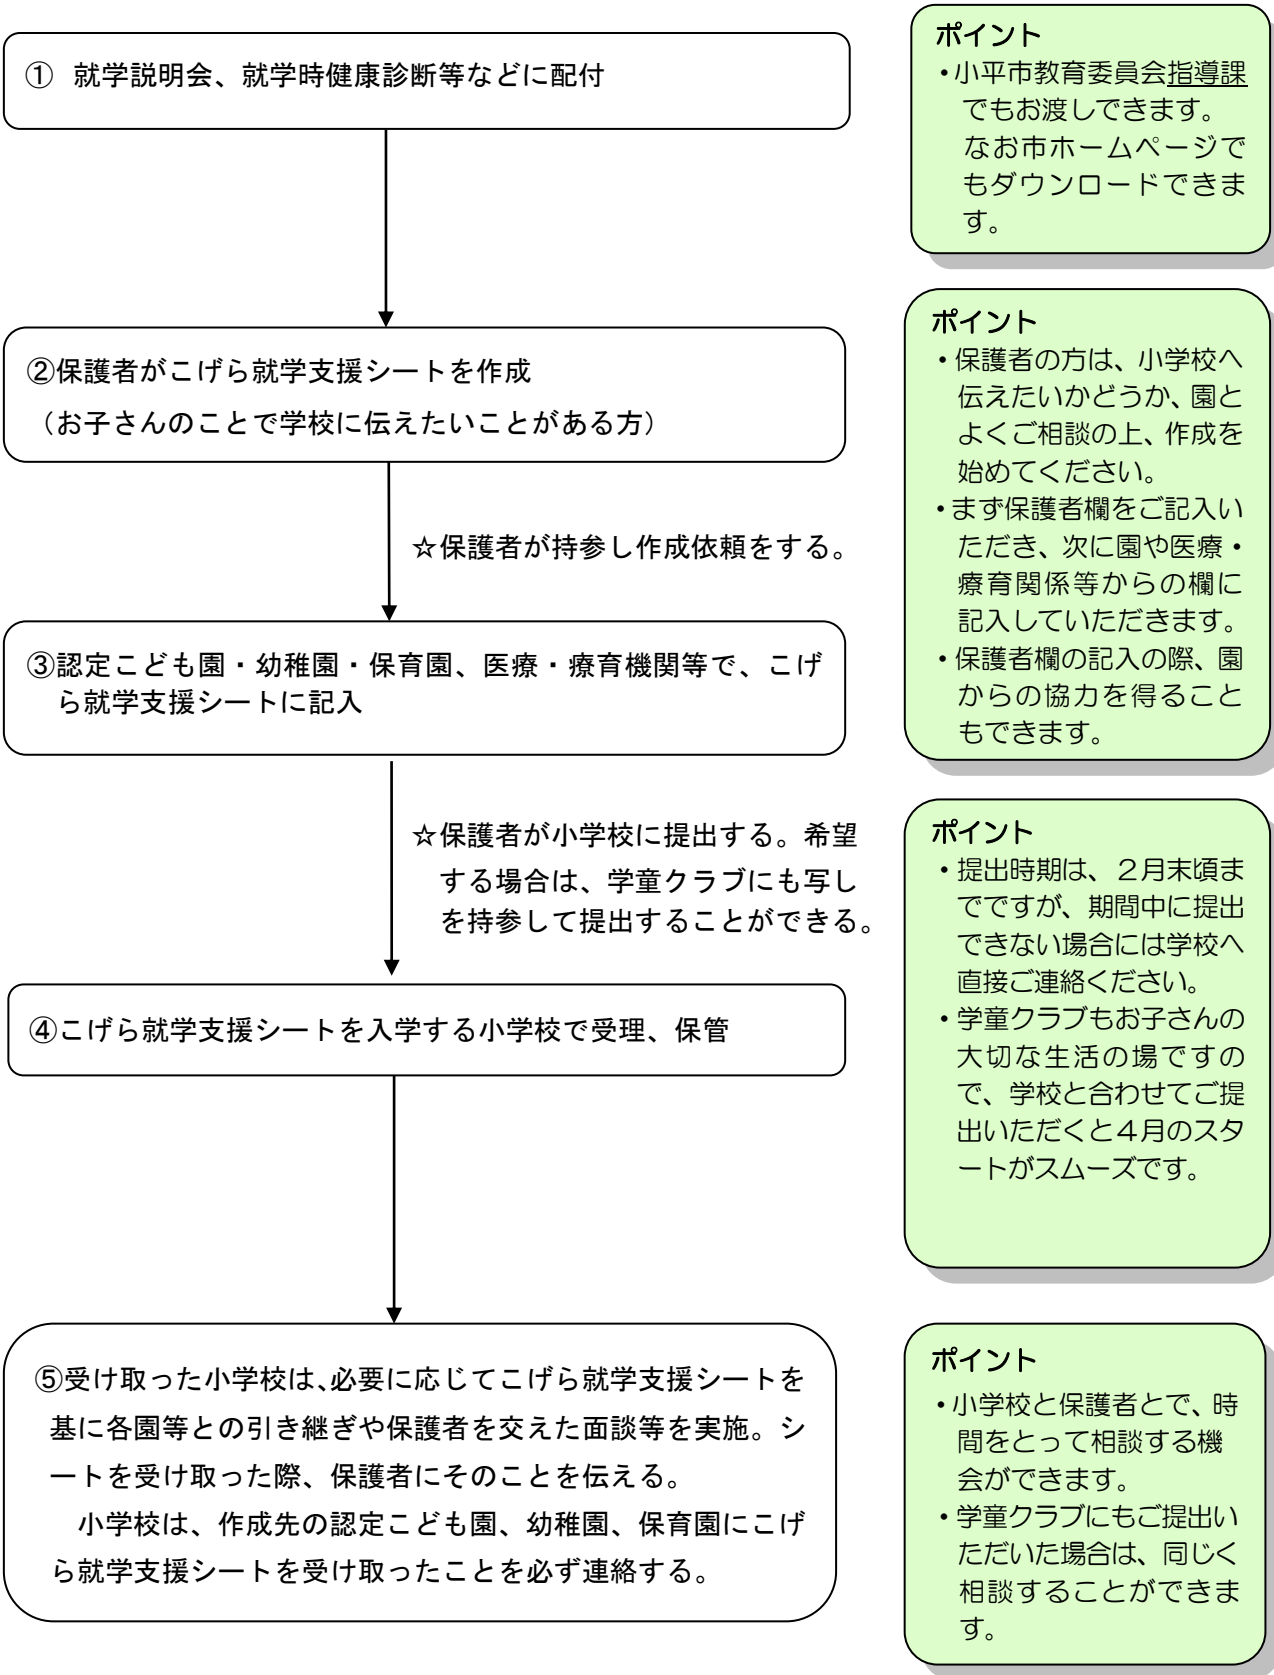 ① 就学説明会、就学時健康診断等などに配付
ポイント
・小平市教育委員会指導課
でもお渡しできます。
なお市ホームページで
もダウンロードできま
す。
②保護者がこげら就学支援シートを作成
（お子さんのことで学校に伝えたいことがある方）
ポイント
・保護者の方は、小学校へ
伝えたいかどうか、園と
よくご相談の上、作成を
始めてください。
・まず保護者欄をご記入い
ただき、次に園や医療・
療育関係等からの欄に
記入していただきます。
・保護者欄の記入の際、園
からの協力を得ること
もできます。
☆保護者が持参し作成依頼をする。
③認定こども園・幼稚園・保育園、医療・療育機関等で、こげ
ら就学支援シートに記入
☆保護者が小学校に提出する。希望
する場合は、学童クラブにも写し
を持参して提出することができる。
ポイント
・提出時期は、２月末頃ま
でですが、期間中に提出
できない場合には学校へ
直接ご連絡ください。
・学童クラブもお子さんの
大切な生活の場ですの
で、学校と合わせてご提
出いただくと４月のスタ
ートがスムーズです。
④こげら就学支援シートを入学する小学校で受理、保管
⑤受け取った小学校は、必要に応じてこげら就学支援シートを
基に各園等との引き継ぎや保護者を交えた面談等を実施。シ
ートを受け取った際、保護者にそのことを伝える。
小学校は、作成先の認定こども園、幼稚園、保育園にこげ
ら就学支援シートを受け取ったことを必ず連絡する。
ポイント
・小学校と保護者とで、時
間をとって相談する機
会ができます。
・学童クラブにもご提出い
ただいた場合は、同じく
相談することができま
す。